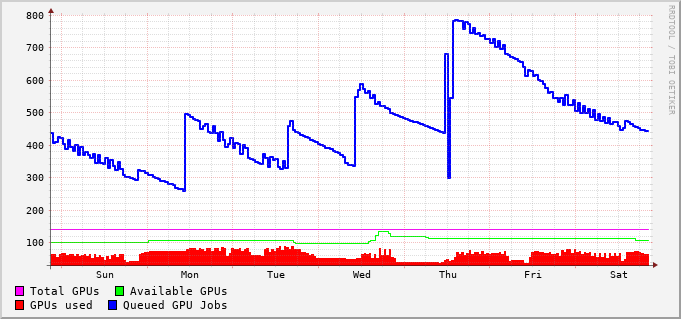 800
700
600
500
400
300
200
100
Sun Mon Tue Wed Thu Fri Sat
RRDTOOL / TOBI OETIKER
Total GPUs Available GPUs
GPUs used Queued GPU Jobs